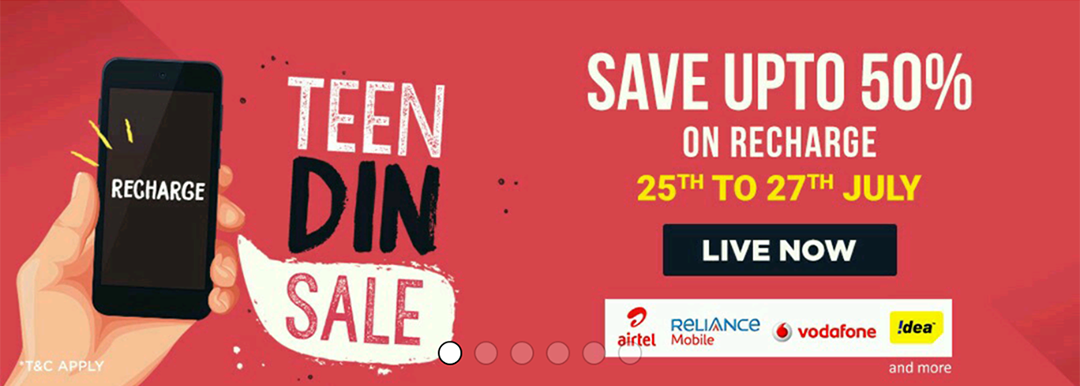 RECHARGE
TEEN
DIN
SALE
*T&C APPLY
SAVE UPTO 50%
ON RECHARGE
25TH TO 27TH JULY
LIVE NOW
airtel
RELIANCE
Mobile
vodafone
!dea
and more